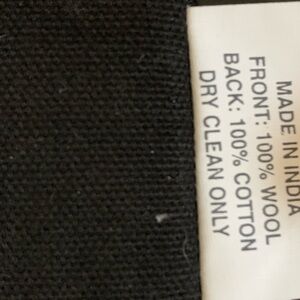 MADE IN INDIA
FRONT: 100% WOOL
BACK: 100% COTTON
DRY CLEAN ONLY